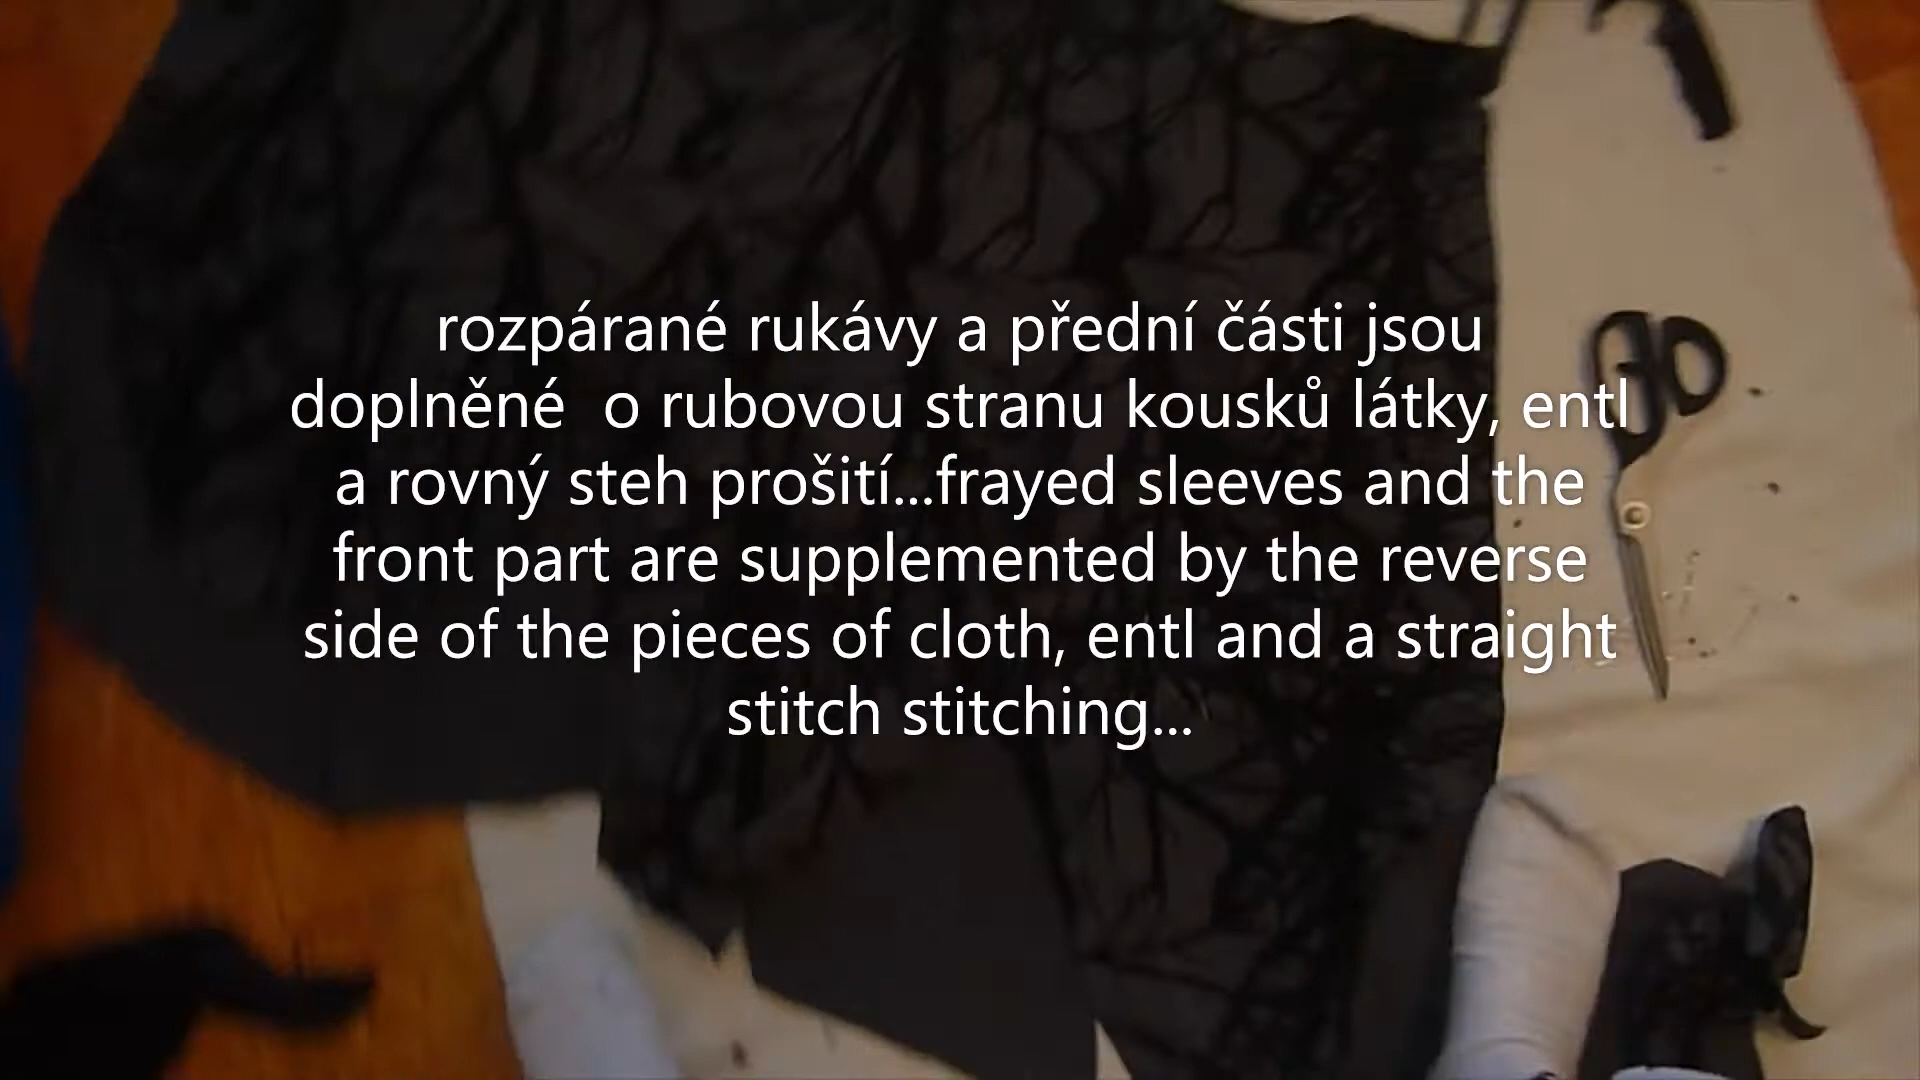 rozpárané rukávy a přední části jsou
doplněné  o rubovou stranu kousků látky, entl
a rovný steh prošití...frayed sleeves and the
front part are supplemented by the reverse
side of the pieces of cloth, entl and a straight
stitch stitching...